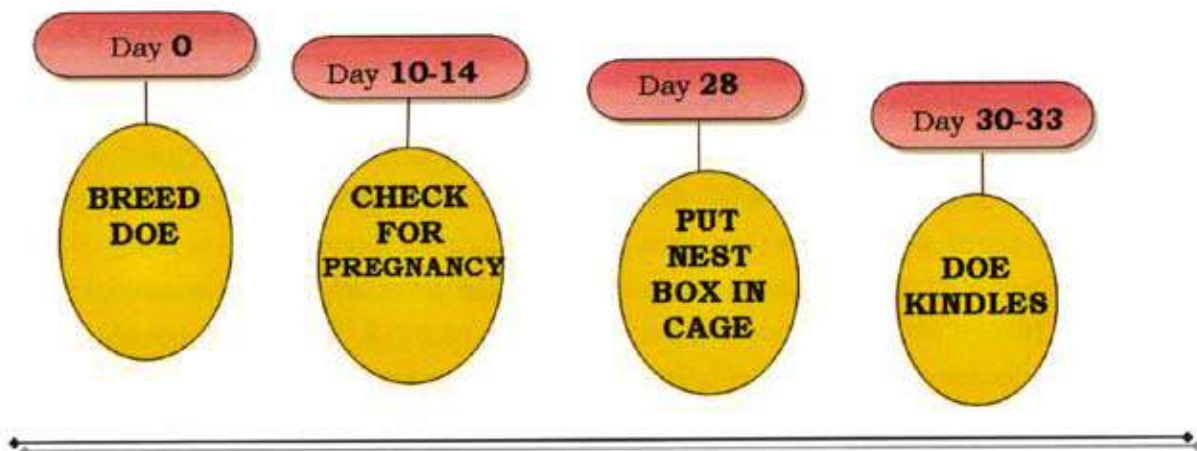 Day 0
BREED
DOE
Day 10-14
CHECK
FOR
PREGNANCY
Day 28
PUT
NEST
BOX IN
CAGE
Day 30-33
DOE
KINDLES